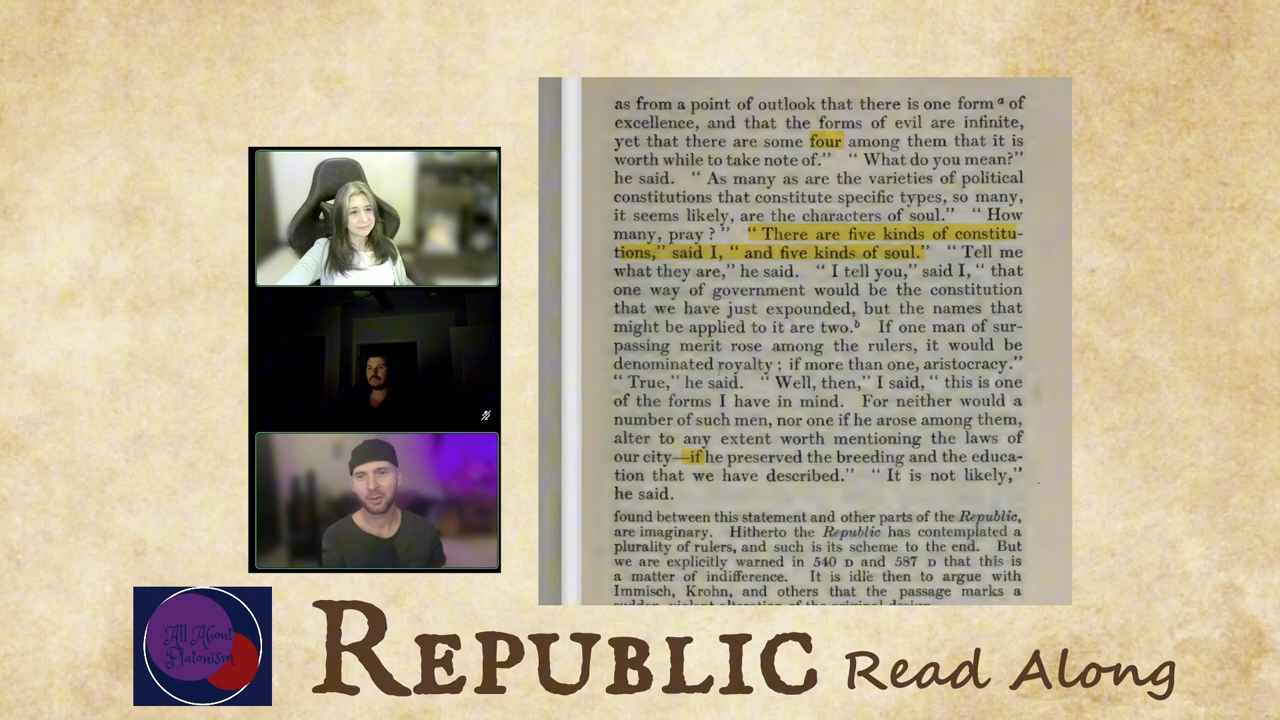 as from a point of outlook that there is one form a of
excellence, and that the forms of evil are infinite,
yet that there are some four among them that it is
worth while to take note of.” “ What do you mean?”
he said. “ As many as are the varieties of political
constitutions that constitute specific types, so many,
it seems likely, are the characters of soul.” “ How
many, pray ? ” “ There are five kinds of constitu-
tions,” said I, “ and five kinds of soul.” “ Tell me
what they are,” he said. “ I tell you,” said I, “ that
one way of government would be the constitution
that we have just expounded, but the names that
might be applied to it are two.b If one man of sur-
passing merit rose among the rulers, it would be
denominated royalty ; if more than one, aristocracy.”
“ True,” he said. “ Well, then,” I said, “ this is one
of the forms I have in mind. For neither would a
number of such men, nor one if he arose among them,
alter to any extent worth mentioning the laws of
our city—if he preserved the breeding and the educa-
tion that we have described.” “ It is not likely,”
he said.
found between this statement and other parts of the Republic,
are imaginary. Hitherto the Republic has contemplated a
plurality of rulers, and such is its scheme to the end. But
we are explicitly warned in 540 D and 587 D that this is
a matter of indifference. It is idle then to argue with
Immisch, Krohn, and others that the passage marks a
All About
Platonism
REPUBLIC Read Along